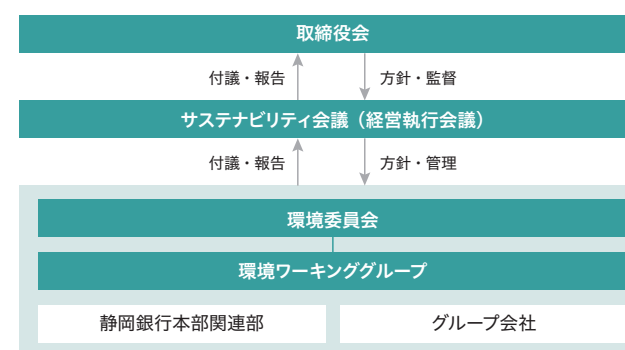 取締役会
付議・報告 方針・監督
サステナビリティ会議（経営執行会議）
付議・報告 方針・管理
環境委員会
環境ワーキンググループ
静岡銀行本部関連部 グループ会社